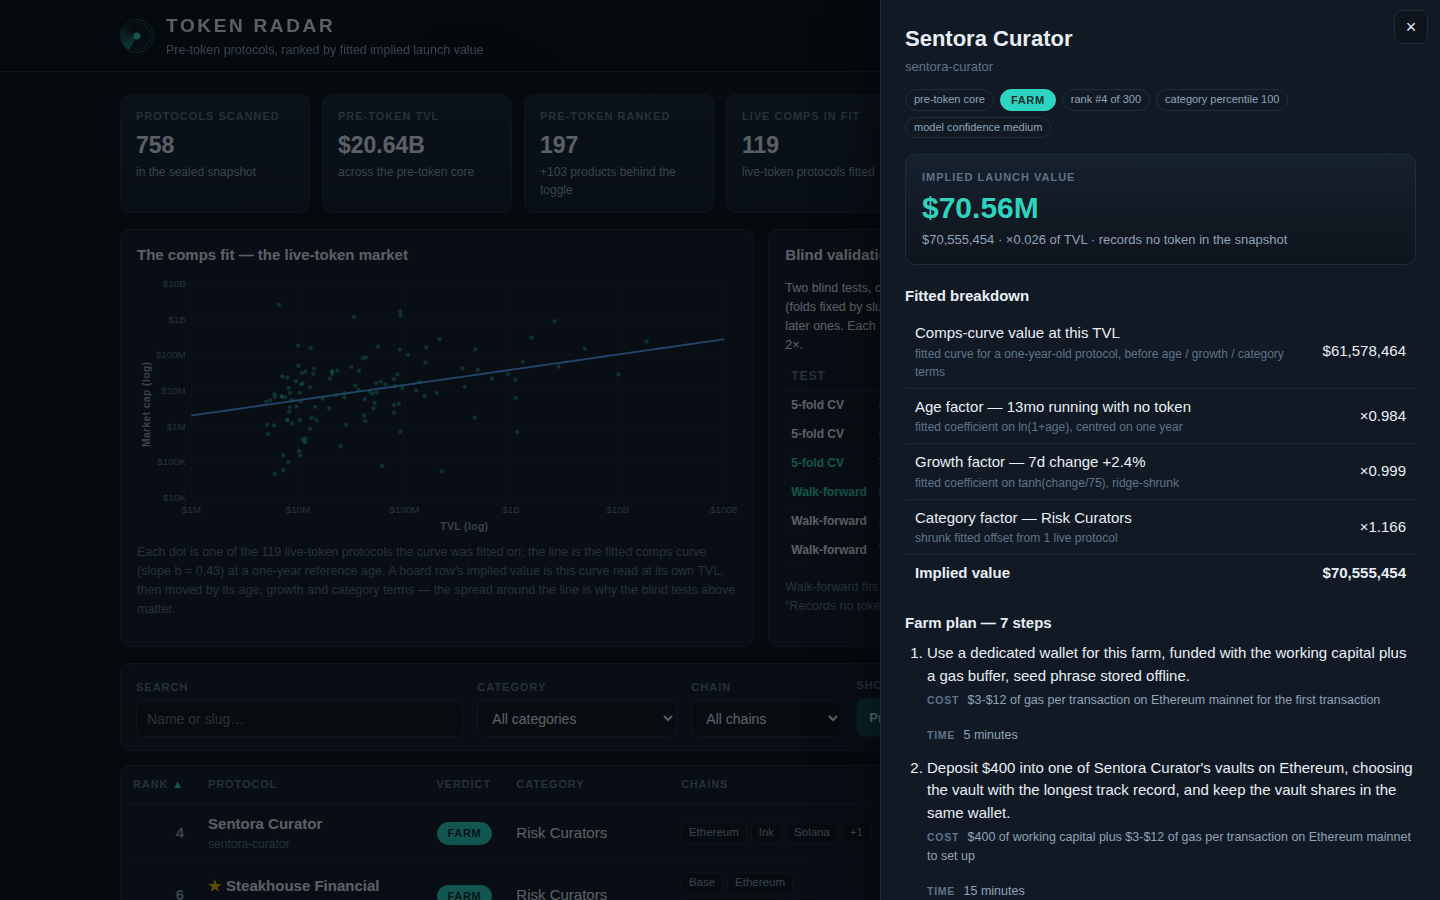 TOKEN RADAR
Pre-token protocols, ranked by fitted implied launch value
PROTOCOLS SCANNED
758
in the sealed snapshot
PRE-TOKEN TVL
$20.64B
across the pre-token core
PRE-TOKEN RANKED
197
+103 products behind the
toggle
LIVE COMPS IN FIT
119
live-token protocols fitted
The comps fit — the live-token market
$10B
$1B
$100M
$10M
$1M
$100K
$10K
Market cap (log)
$1M
$10M
$100M
$1B
$10B
$100B
TVL (log)
Each dot is one of the 119 live-token protocols the curve was fitted on; the line is the fitted comps curve
(slope b = 0.43) at a one-year reference age. A board row's implied value is this curve read at its own TVL,
then moved by its age, growth and category terms — the spread around the line is why the blind tests above
matter.
Blind validati
Two blind tests, c
(folds fixed by slu
later ones. Each
2×.
TEST
5-fold CV
5-fold CV
5-fold CV
Walk-forward
Walk-forward
Walk-forward
Walk-forward fits
“Records no toke
SEARCH
Name or slug…
CATEGORY
All categories
CHAIN
All chains
SHO
Pr
RANK ▲
PROTOCOL
VERDICT
CATEGORY
CHAINS
4
Sentora Curator
sentora-curator
FARM
Risk Curators
Ethereum
Ink
Solana
+1
6
★ Steakhouse Financial
FARM
Risk Curators
Base
Ethereum
×
Sentora Curator
sentora-curator
pre-token core
FARM
rank #4 of 300
category percentile 100
model confidence medium
IMPLIED LAUNCH VALUE
$70.56M
$70,555,454 · ×0.026 of TVL · records no token in the snapshot
Fitted breakdown
Comps-curve value at this TVL
fitted curve for a one-year-old protocol, before age / growth / category
terms
$61,578,464
Age factor — 13mo running with no token
fitted coefficient on ln(1+age), centred on one year
×0.984
Growth factor — 7d change +2.4%
fitted coefficient on tanh(change/75), ridge-shrunk
×0.999
Category factor — Risk Curators
shrunk fitted offset from 1 live protocol
×1.166
Implied value
$70,555,454
Farm plan — 7 steps
1. Use a dedicated wallet for this farm, funded with the working capital plus
a gas buffer, seed phrase stored offline.
COST $3-$12 of gas per transaction on Ethereum mainnet for the first transaction
TIME 5 minutes
2. Deposit $400 into one of Sentora Curator's vaults on Ethereum, choosing
the vault with the longest track record, and keep the vault shares in the
same wallet.
COST $400 of working capital plus $3-$12 of gas per transaction on Ethereum mainnet
to set up
TIME 15 minutes